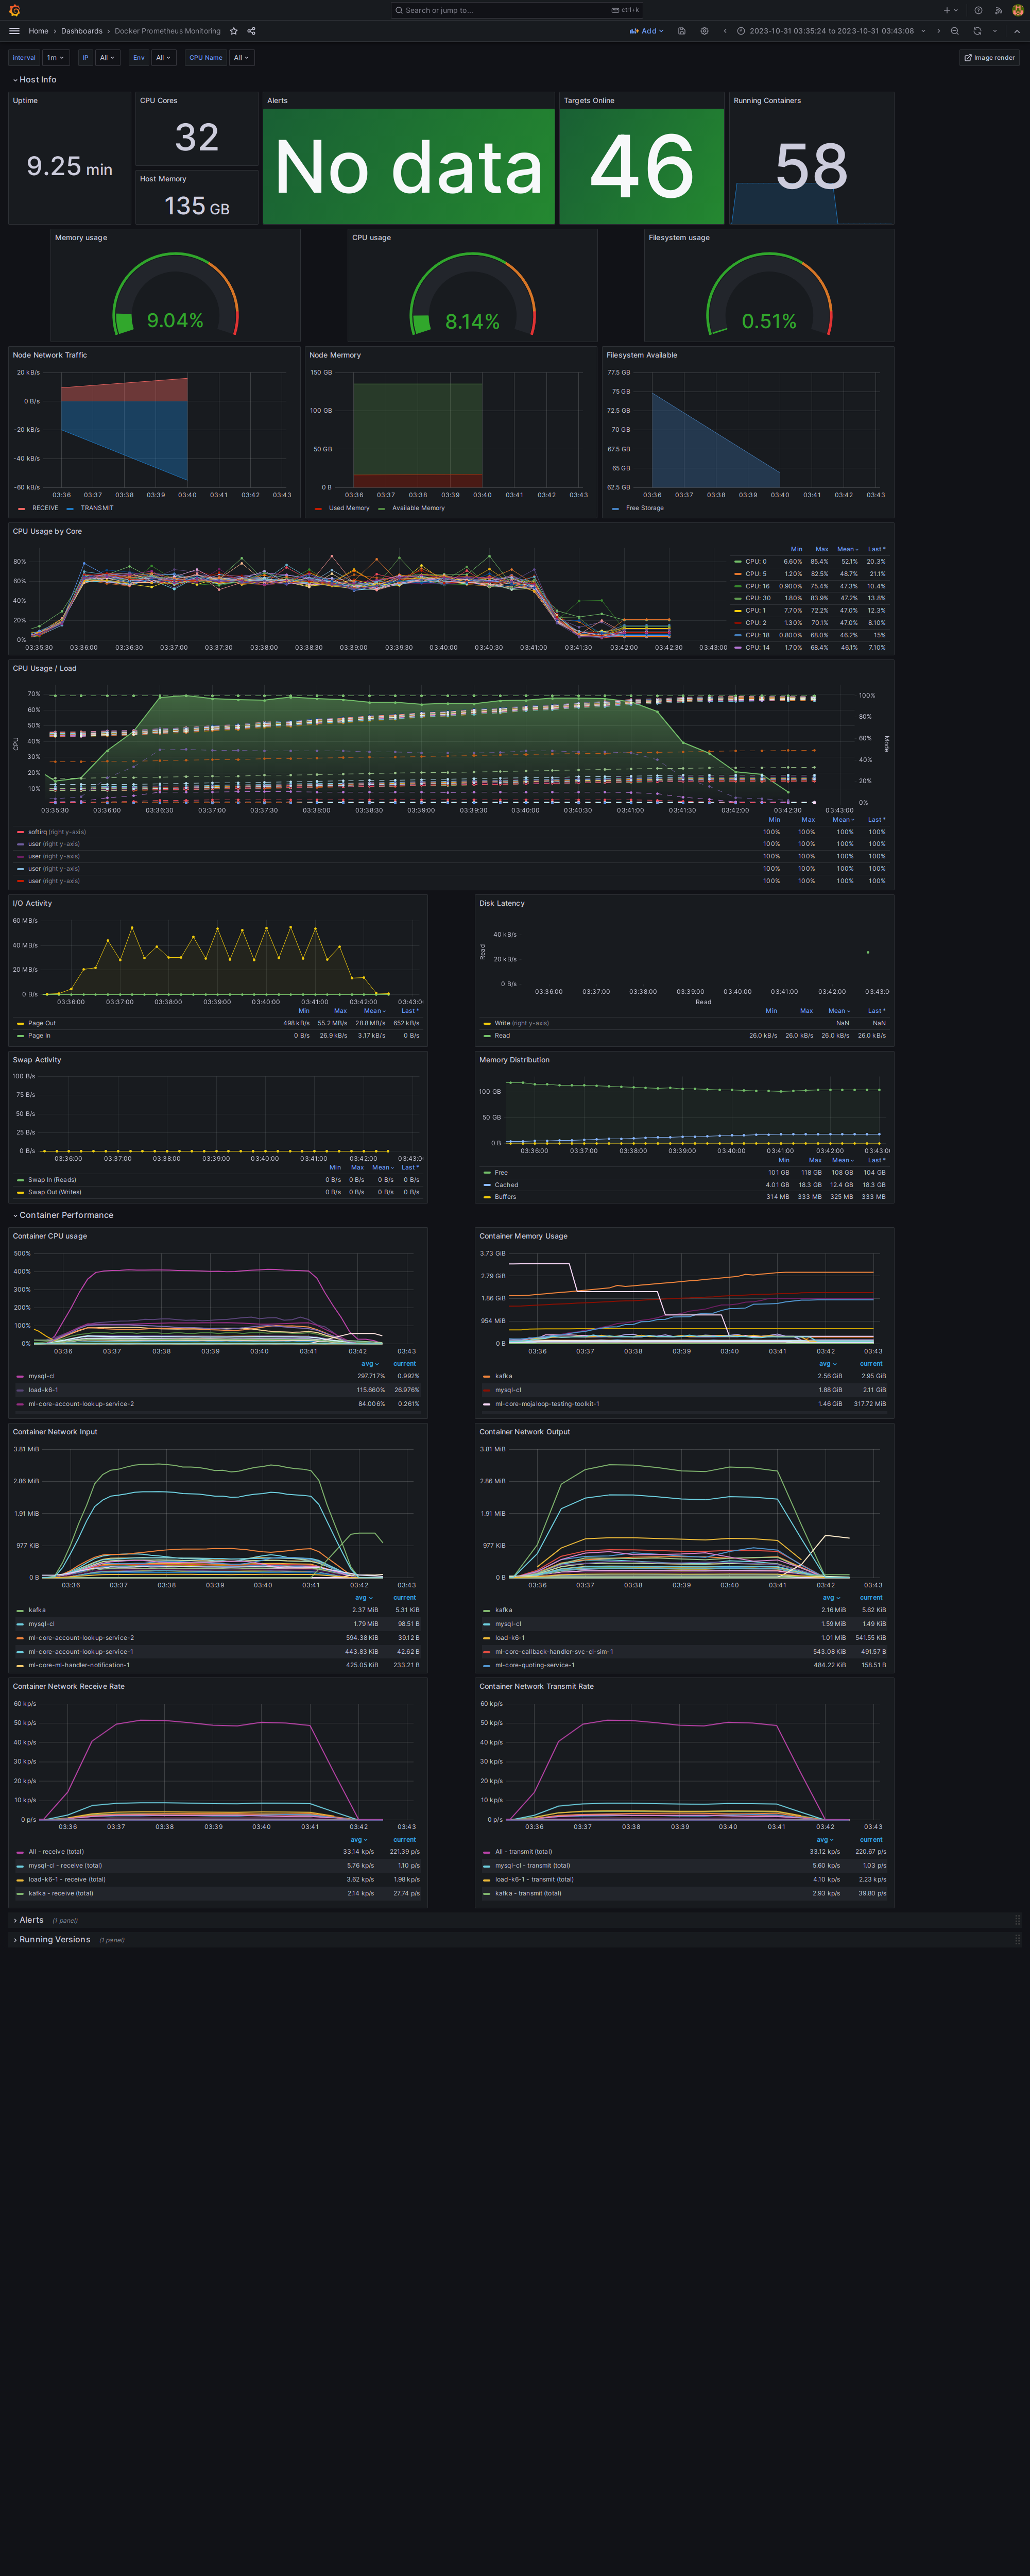 Search or jump to... ctrl+k
Home › Dashboards › Docker Prometheus Monitoring Add 2023-10-31 03:35:24 to 2023-10-31 03:43:08
Interval 1m IP All Env All CPU Name All Image render
Host Info
Uptime CPU Cores Alerts Targets Online Running Containers
9.25 min 32 No data 46 58
Host Memory
135 GB
Memory usage CPU usage Filesystem usage
9.04% 8.14% 0.51%
Node Network Traffic Node Mermory Filesystem Available
20 kB/s 150 GB 77.5 GB
75 GB
0 B/s 100 GB 72.5 GB
-20 kB/s 70 GB
50 GB 67.5 GB
-40 kB/s 65 GB
-60 kB/s 0 B 62.5 GB
03:36 03:37 03:38 03:39 03:40 03:41 03:42 03:43 03:36 03:37 03:38 03:39 03:40 03:41 03:42 03:43 03:36 03:37 03:38 03:39 03:40 03:41 03:42 03:43
RECEIVE TRANSMIT Used Memory Available Memory Free Storage
CPU Usage by Core
Min Max Mean Last *
80% CPU: 0 6.60% 85.4% 52.1% 20.3%
CPU: 5 1.20% 82.5% 48.7% 21.1%
60% CPU: 16 0.900% 75.4% 47.3% 10.4%
40% CPU: 30 1.80% 83.9% 47.2% 13.8%
CPU: 1 7.70% 72.2% 47.0% 12.3%
20% CPU: 2 1.30% 70.1% 47.0% 8.10%
CPU: 18 0.800% 68.0% 46.2% 15%
0% CPU: 14 1.70% 68.4% 46.1% 7.10%
03:35:30 03:36:00 03:36:30 03:37:00 03:37:30 03:38:00 03:38:30 03:39:00 03:39:30 03:40:00 03:40:30 03:41:00 03:41:30 03:42:00 03:42:30 03:43:00
CPU Usage / Load
70% 100%
60% 80%
50%
CPU 40% 60% Mode
30% 40%
20% 20%
10% 0%
03:35:30 03:36:00 03:36:30 03:37:00 03:37:30 03:38:00 03:38:30 03:39:00 03:39:30 03:40:00 03:40:30 03:41:00 03:41:30 03:42:00 03:42:30 03:43:00
Min Max Mean Last *
softirq (right y-axis) 100% 100% 100% 100%
user (right y-axis) 100% 100% 100% 100%
user (right y-axis) 100% 100% 100% 100%
user (right y-axis) 100% 100% 100% 100%
user (right y-axis) 100% 100% 100% 100%
I/O Activity Disk Latency
60 MB/s
40 kB/s
40 MB/s Read
20 kB/s
20 MB/s
0 B/s
0 B/s 03:36:00 03:37:00 03:38:00 03:39:00 03:40:00 03:41:00 03:42:00 03:43:0
03:36:00 03:37:00 03:38:00 03:39:00 03:40:00 03:41:00 03:42:00 03:43:0 Read
Min Max Mean Last * Min Max Mean Last *
Page Out 498 kB/s 55.2 MB/s 28.8 MB/s 652 kB/s Write (right y-axis) NaN NaN
Page In 0 B/s 26.9 kB/s 3.17 kB/s 0 B/s Read 26.0 kB/s 26.0 kB/s 26.0 kB/s 26.0 kB/s
Swap Activity Memory Distribution
100 B/s
75 B/s 100 GB
50 B/s 50 GB
25 B/s
0 B/s 0 B
03:36:00 03:37:00 03:38:00 03:39:00 03:40:00 03:41:00 03:42:00 03:43:0 03:36:00 03:37:00 03:38:00 03:39:00 03:40:00 03:41:00 03:42:00 03:43:0
Min Max Mean Last * Min Max Mean Last *
Swap In (Reads) 0 B/s 0 B/s 0 B/s 0 B/s Free 101 GB 118 GB 108 GB 104 GB
Cached 4.01 GB 18.3 GB 12.4 GB 18.3 GB
Swap Out (Writes) 0 B/s 0 B/s 0 B/s 0 B/s Buffers 314 MB 333 MB 325 MB 333 MB
Container Performance
Container CPU usage Container Memory Usage
500% 3.73 GiB
400% 2.79 GiB
300%
200% 1.86 GiB
100% 954 MiB
0% 0 B
03:36 03:37 03:38 03:39 03:40 03:41 03:42 03:43 03:36 03:37 03:38 03:39 03:40 03:41 03:42 03:43
avg current avg current
mysql-cl 297.717% 0.992% kafka 2.56 GiB 2.95 GiB
load-k6-1 115.660% 26.976% mysql-cl 1.88 GiB 2.11 GiB
ml-core-account-lookup-service-2 84.006% 0.261% ml-core-mojaloop-testing-toolkit-1 1.46 GiB 317.72 MiB
Container Network Input Container Network Output
3.81 MiB 3.81 MiB
2.86 MiB 2.86 MiB
1.91 MiB 1.91 MiB
977 KiB 977 KiB
0 B 0 B
03:36 03:37 03:38 03:39 03:40 03:41 03:42 03:43 03:36 03:37 03:38 03:39 03:40 03:41 03:42 03:43
avg current avg current
kafka 2.37 MiB 5.31 KiB kafka 2.16 MiB 5.62 KiB
mysql-cl 1.79 MiB 98.51 B mysql-cl 1.59 MiB 1.49 KiB
ml-core-account-lookup-service-2 594.38 KiB 39.12 B load-k6-1 1.01 MiB 541.55 KiB
ml-core-account-lookup-service-1 443.83 KiB 42.62 B ml-core-callback-handler-svc-cl-sim-1 543.08 KiB 491.57 B
ml-core-ml-handler-notification-1 425.05 KiB 233.21 B ml-core-quoting-service-1 484.22 KiB 158.51 B
Container Network Receive Rate Container Network Transmit Rate
60 kp/s 60 kp/s
50 kp/s 50 kp/s
40 kp/s 40 kp/s
30 kp/s 30 kp/s
20 kp/s 20 kp/s
10 kp/s 10 kp/s
0 p/s 0 p/s
03:36 03:37 03:38 03:39 03:40 03:41 03:42 03:43 03:36 03:37 03:38 03:39 03:40 03:41 03:42 03:43
avg current avg current
All - receive (total) 33.14 kp/s 221.39 p/s All - transmit (total) 33.12 kp/s 220.67 p/s
mysql-cl - receive (total) 5.76 kp/s 1.10 p/s mysql-cl - transmit (total) 5.60 kp/s 1.03 p/s
load-k6-1 - receive (total) 3.62 kp/s 1.98 kp/s load-k6-1 - transmit (total) 4.10 kp/s 2.23 kp/s
kafka - receive (total) 2.14 kp/s 27.74 p/s kafka - transmit (total) 2.93 kp/s 39.80 p/s
Alerts (1 panel)
Running Versions (1 panel)